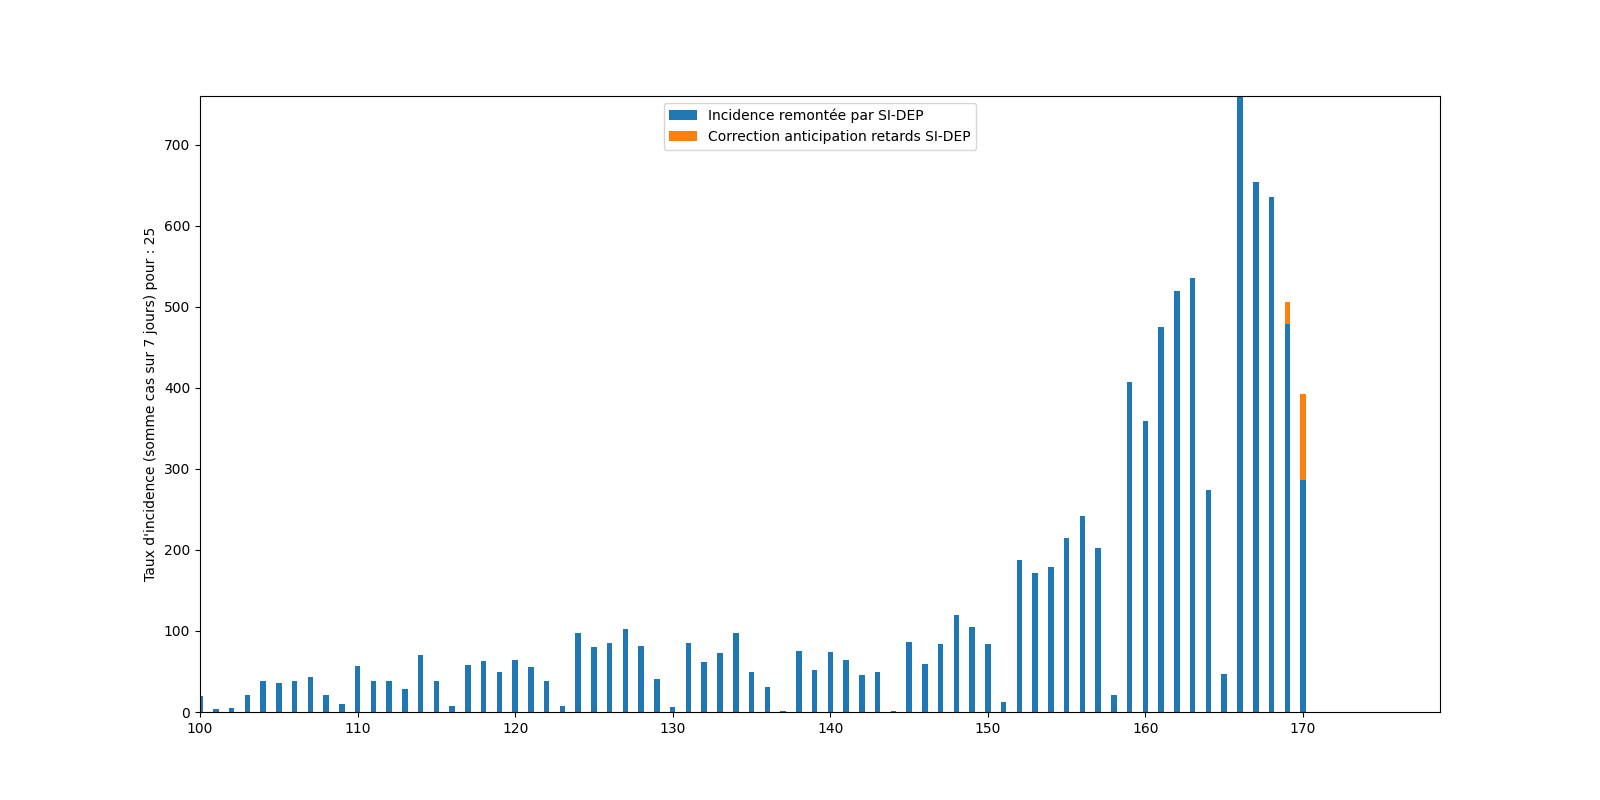 Incidence remontée par SI-DEP
Correction anticipation retards SI-DEP
Taux d'incidence (somme cas sur 7 jours) pour : 25
700
600
500
400
300
200
100
0
100 110 120 130 140 150 160 170